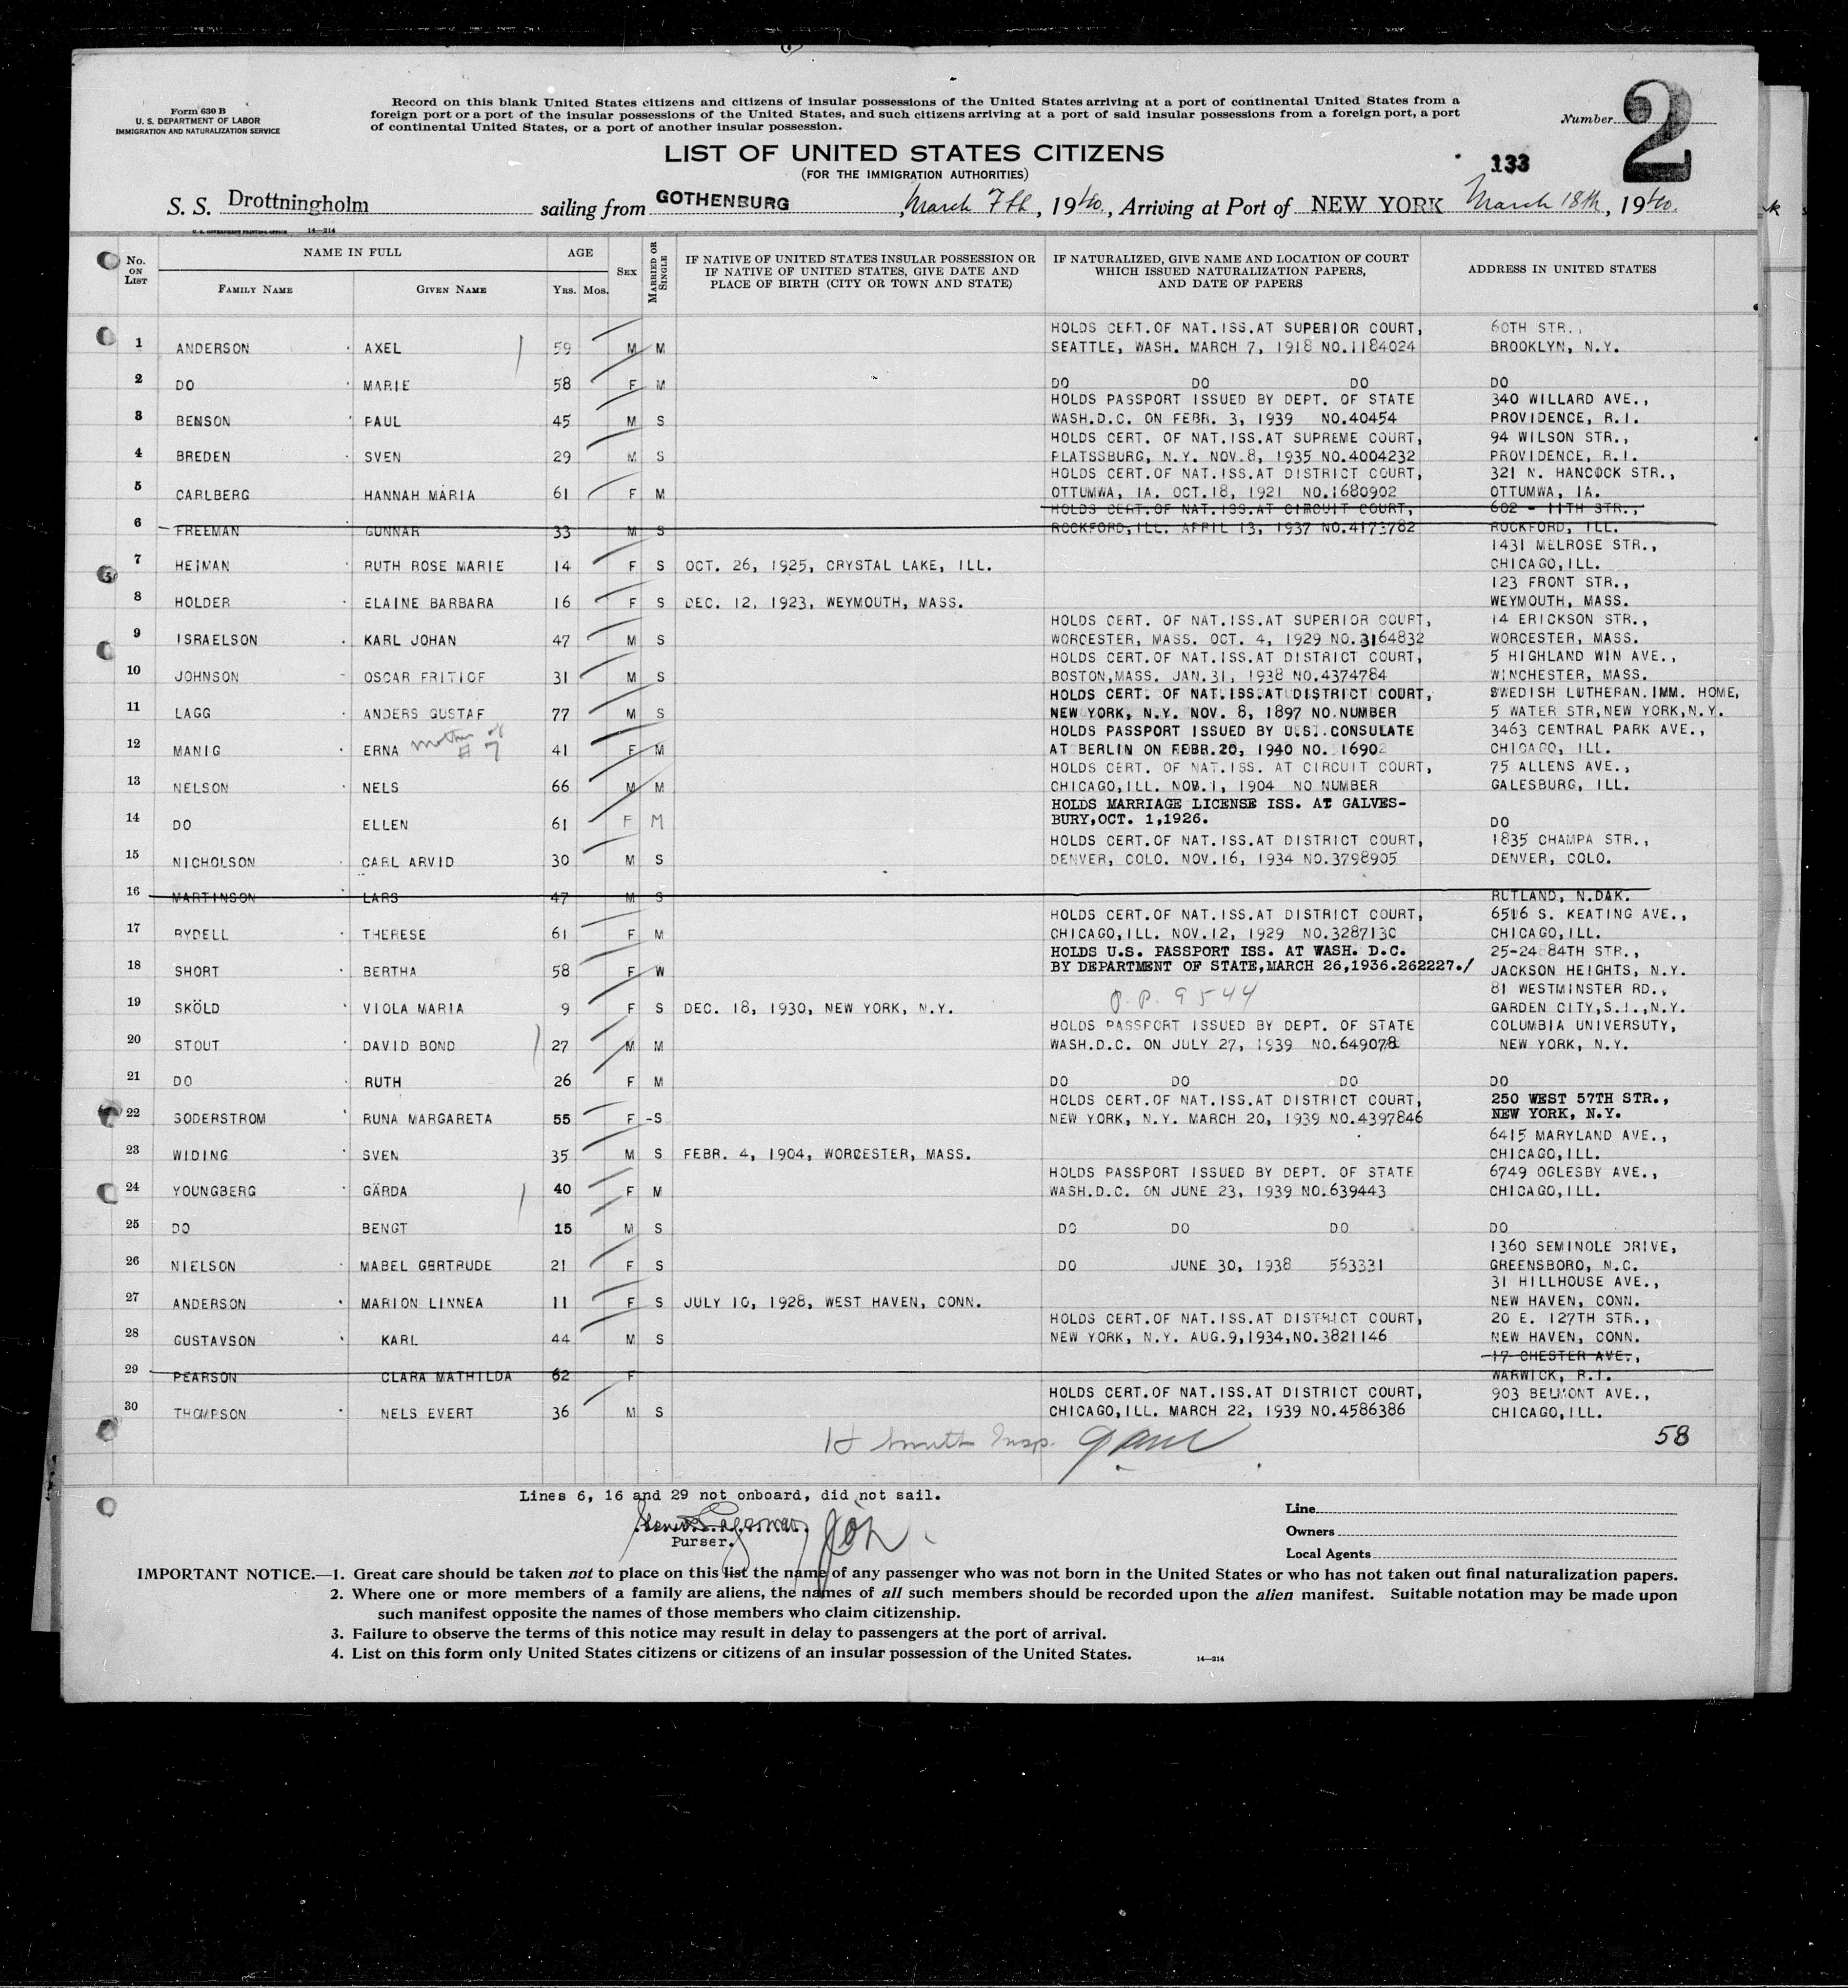 Form 630 B
U. S. DEPARTMENT OF LABOR
IMMIGRATION AND NATURALIZATION SERVICE
Record on this blank United States citizens and citizens of insular possessions of the United States arriving at a port of continental United States from a
foreign port or a port of the insular possessions of the United States, and such citizens arriving at a port of said insular possessions from a foreign port, a port
of continental United States, or a port of another insular possession.
Number 2
LIST OF UNITED STATES CITIZENS
(FOR THE IMMIGRATION AUTHORITIES)
133
S. S. Drottningholm sailing from GOTHENBURG, March 7th, 1940., Arriving at Port of NEW YORK March 18th, 1940.
U. S. GOVERNMENT PRINTING OFFICE 14—214
No. ON LIST
NAME IN FULL
FAMILY NAME GIVEN NAME
AGE
YRS. MOS.
SEX
MARRIED OR SINGLE
IF NATIVE OF UNITED STATES INSULAR POSSESSION OR
IF NATIVE OF UNITED STATES, GIVE DATE AND
PLACE OF BIRTH (CITY OR TOWN AND STATE)
IF NATURALIZED, GIVE NAME AND LOCATION OF COURT
WHICH ISSUED NATURALIZATION PAPERS,
AND DATE OF PAPERS
ADDRESS IN UNITED STATES
HOLDS CERT.OF NAT.ISS.AT SUPERIOR COURT, 60TH STR.,
1 ANDERSON AXEL 59 M M SEATTLE, WASH. MARCH 7, 1918 NO.1184024 BROOKLYN, N.Y.
2 DO MARIE 58 F M DO DO DO DO
HOLDS PASSPORT ISSUED BY DEPT. OF STATE 340 WILLARD AVE.,
3 BENSON PAUL 45 M S WASH.D.C. ON FEBR. 3, 1939 NO.40454 PROVIDENCE, R.I.
HOLDS CERT. OF NAT.ISS.AT SUPREME COURT, 94 WILSON STR.,
4 BREDEN SVEN 29 M S PLATSSBURG, N.Y. NOV.8, 1935 NO.4004232 PROVIDENCE, R.I.
HOLDS CERT.OF NAT.ISS.AT DISTRICT COURT, 321 N. HANCOCK STR.,
5 CARLBERG HANNAH MARIA 61 F M OTTUMWA, IA. OCT.18, 1921 NO.1680902 OTTUMWA, IA.
HOLDS CERT.OF NAT.ISS.AT CIRCUIT COURT, 602 - 11TH STR.,
6 FREEMAN GUNNAR 33 M S ROCKFORD,ILL. APRIL 13, 1937 NO.4173782 ROCKFORD, ILL.
1431 MELROSE STR.,
7 HEIMAN RUTH ROSE MARIE 14 F S OCT. 26, 1925, CRYSTAL LAKE, ILL. CHICAGO,ILL.
123 FRONT STR.,
8 HOLDER ELAINE BARBARA 16 F S DEC. 12, 1923, WEYMOUTH, MASS. WEYMOUTH, MASS.
HOLDS CERT. OF NAT.ISS.AT SUPERIOR COURT, 14 ERICKSON STR.,
9 ISRAELSON KARL JOHAN 47 M S WORCESTER, MASS. OCT. 4, 1929 NO.3164832 WORCESTER, MASS.
HOLDS CERT.OF NAT.ISS.AT DISTRICT COURT, 5 HIGHLAND WIN AVE.,
10 JOHNSON OSCAR FRITIOF 31 M S BOSTON,MASS. JAN.31, 1938 NO.4374784 WINCHESTER, MASS.
HOLDS CERT. OF NAT.ISS.AT DISTRICT COURT, SWEDISH LUTHERAN.IMM. HOME,
11 LAGG ANDERS GUSTAF 77 M S NEW YORK, N.Y. NOV. 8, 1897 NO NUMBER 5 WATER STR,NEW YORK,N.Y.
HOLDS PASSPORT ISSUED BY U.S. CONSULATE 3463 CENTRAL PARK AVE.,
12 MANIG ERNA mother of # 7 41 F M AT BERLIN ON FEBR.20, 1940 NO. 16902 CHICAGO, ILL.
HOLDS CERT. OF NAT.ISS. AT CIRCUIT COURT, 75 ALLENS AVE.,
13 NELSON NELS 66 M M CHICAGO,ILL. NOV.1, 1904 NO NUMBER GALESBURG, ILL.
HOLDS MARRIAGE LICENSE ISS. AT GALVES-
14 DO ELLEN 61 F M BURY,OCT. 1,1926. DO
HOLDS CERT.OF NAT.ISS.AT DISTRICT COURT, 1835 CHAMPA STR.,
15 NICHOLSON CARL ARVID 30 M S DENVER, COLO. NOV.16, 1934 NO.3798905 DENVER, COLO.
16 MARTINSON LARS 47 M S RUTLAND, N.DAK.
HOLDS CERT.OF NAT.ISS.AT DISTRICT COURT, 6516 S. KEATING AVE.,
17 RYDELL THERESE 61 F M CHICAGO,ILL. NOV.12, 1929 NO.3287130 CHICAGO,ILL.
HOLDS U.S. PASSPORT ISS. AT WASH. D.C. 25-24 84TH STR.,
18 SHORT BERTHA 58 F W BY DEPARTMENT OF STATE,MARCH 26,1936.262227./ JACKSON HEIGHTS, N.Y.
81 WESTMINSTER RD.,
19 SKÖLD VIOLA MARIA 9 F S DEC. 18, 1930, NEW YORK, N.Y. P.P. 9544 GARDEN CITY,S.I.,N.Y.
HOLDS PASSPORT ISSUED BY DEPT. OF STATE COLUMBIA UNIVERSUTY,
20 STOUT DAVID BOND 27 M M WASH.D.C. ON JULY 27, 1939 NO.649078 NEW YORK, N.Y.
21 DO RUTH 26 F M DO DO DO DO
HOLDS CERT.OF NAT.ISS.AT DISTRICT COURT, 250 WEST 57TH STR.,
22 SODERSTROM RUNA MARGARETA 55 F -S NEW YORK, N.Y. MARCH 20, 1939 NO.4397846 NEW YORK, N.Y.
6415 MARYLAND AVE.,
23 WIDING SVEN 35 M S FEBR. 4, 1904, WORCESTER, MASS. CHICAGO,ILL.
HOLDS PASSPORT ISSUED BY DEPT. OF STATE 6749 OGLESBY AVE.,
24 YOUNGBERG GÄRDA 40 F M WASH.D.C. ON JUNE 23, 1939 NO.639443 CHICAGO,ILL.
25 DO BENGT 15 M S DO DO DO DO
1360 SEMINOLE DRIVE,
26 NIELSON MABEL GERTRUDE 21 F S DO JUNE 30, 1938 563331 GREENSBORO, N.C.
31 HILLHOUSE AVE.,
27 ANDERSON MARION LINNEA 11 F S JULY 10, 1928, WEST HAVEN, CONN. NEW HAVEN, CONN.
HOLDS CERT.OF NAT.ISS.AT DISTRICT COURT, 20 E. 127TH STR.,
28 GUSTAVSON KARL 44 M S NEW YORK, N.Y. AUG.9,1934,NO.3821146 NEW HAVEN, CONN.
17 CHESTER AVE.,
29 PEARSON CLARA MATHILDA 62 F WARWICK, R.I.
HOLDS CERT.OF NAT.ISS.AT DISTRICT COURT, 903 BELMONT AVE.,
30 THOMPSON NELS EVERT 36 M S CHICAGO,ILL. MARCH 22, 1939 NO.4586386 CHICAGO,ILL.
Smith Insp. 58
Lines 6, 16 and 29 not onboard, did not sail.
Purser.
Line
Owners
Local Agents
IMPORTANT NOTICE.—1. Great care should be taken not to place on this list the name of any passenger who was not born in the United States or who has not taken out final naturalization papers.
2. Where one or more members of a family are aliens, the names of all such members should be recorded upon the alien manifest. Suitable notation may be made upon
such manifest opposite the names of those members who claim citizenship.
3. Failure to observe the terms of this notice may result in delay to passengers at the port of arrival.
4. List on this form only United States citizens or citizens of an insular possession of the United States.
14—214